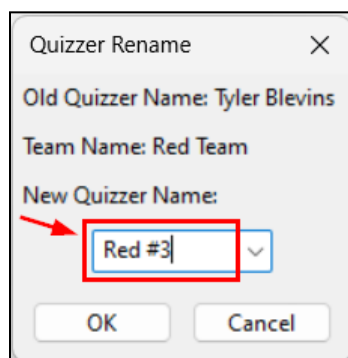 Quizzer Rename
Old Quizzer Name: Tyler Blevins
Team Name: Red Team
New Quizzer Name:
Red #3
OK Cancel